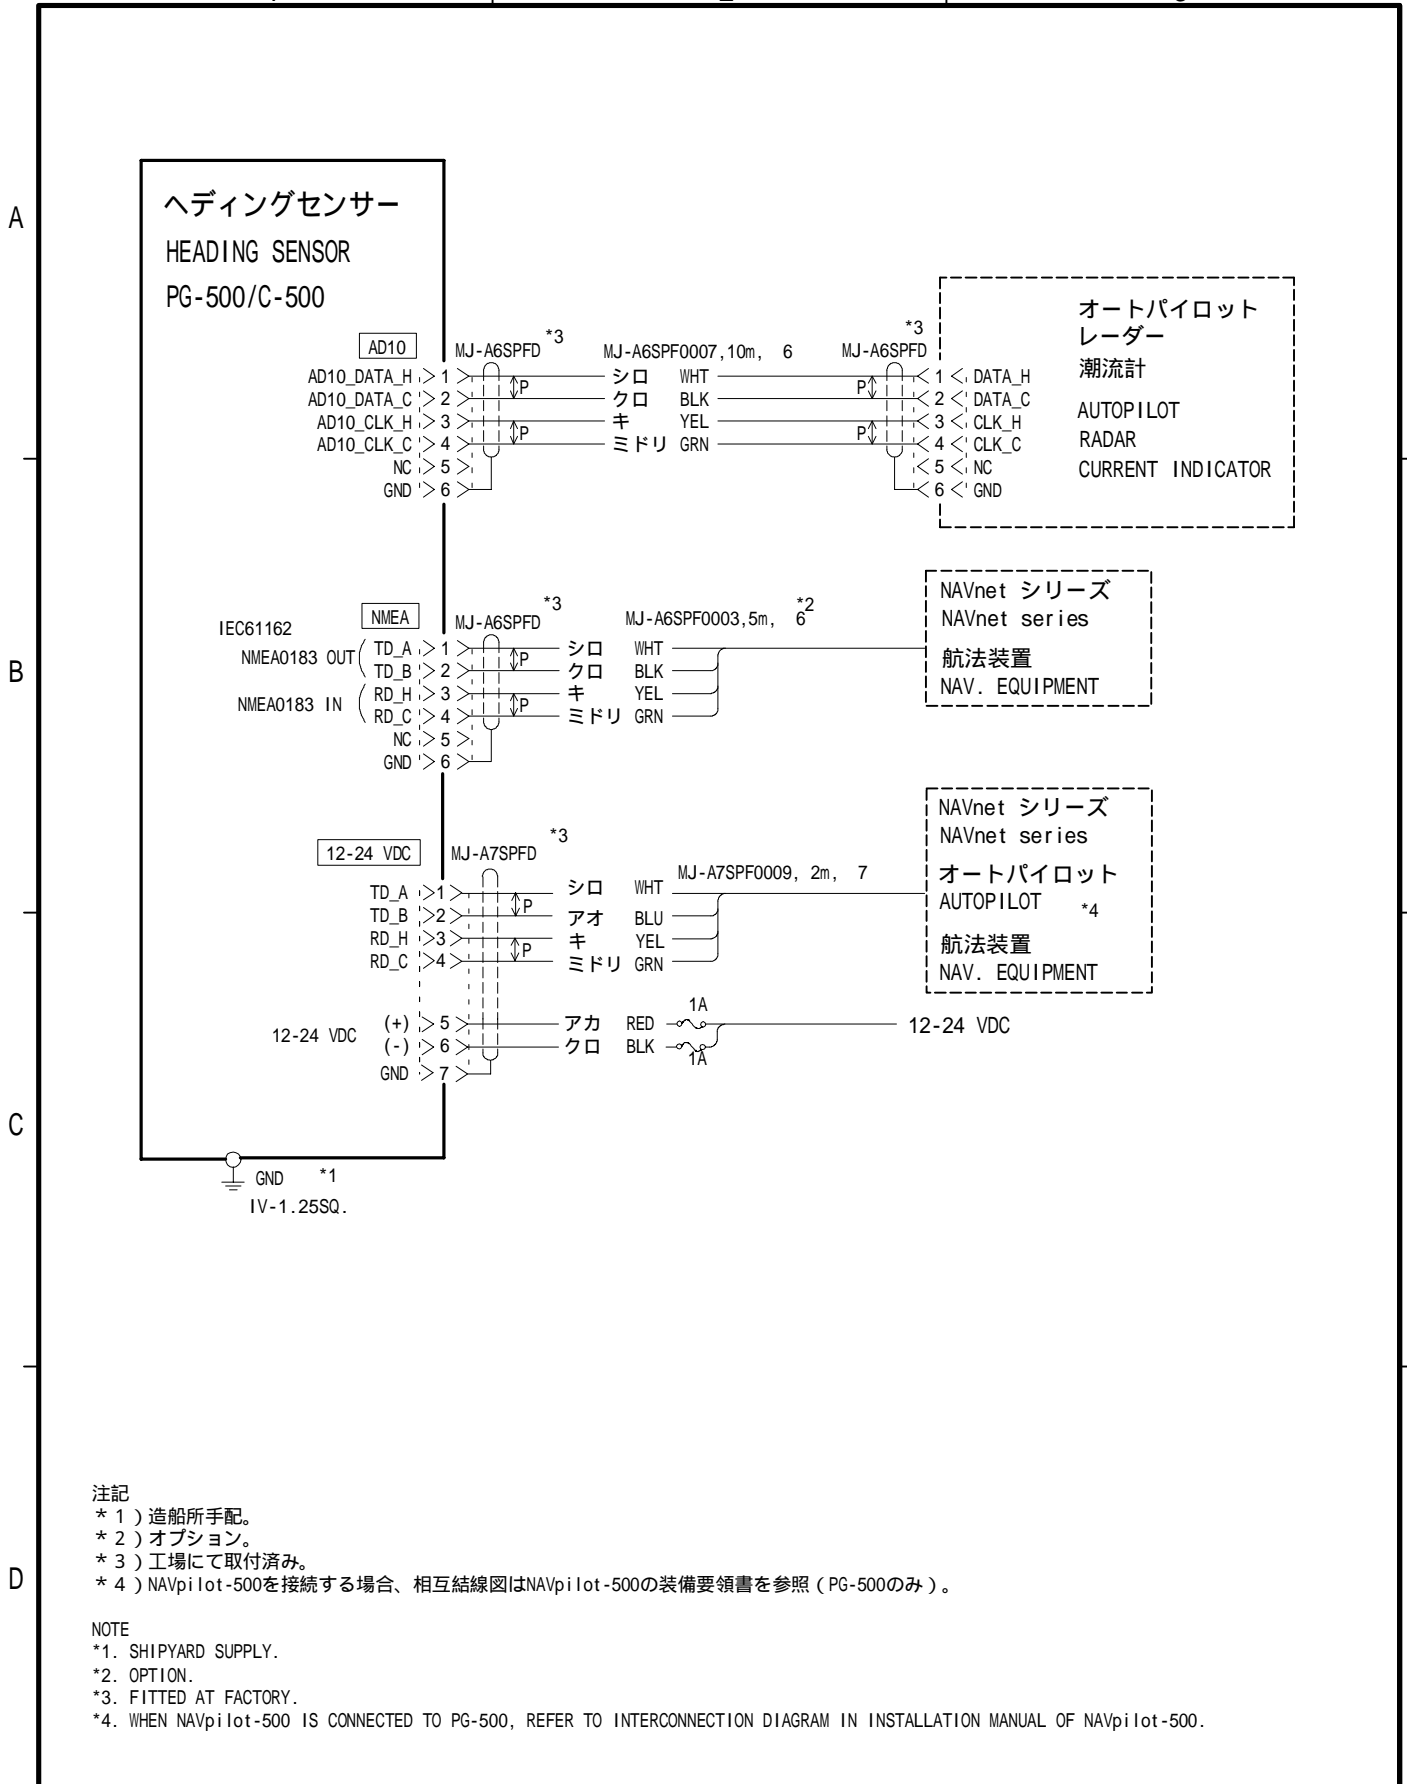 A
B
C
D
ヘディングセンサー
HEADING SENSOR
PG-500/C-500
AD10
MJ-A6SPFD *3
MJ-A6SPF0007,10m, 6
*3
MJ-A6SPFD
AD10_DATA_H 1 P シロ WHT P 1 DATA_H
AD10_DATA_C 2 クロ BLK 2 DATA_C
AD10_CLK_H 3 P キ YEL P 3 CLK_H
AD10_CLK_C 4 ミドリ GRN 4 CLK_C
NC 5 5 NC
GND 6 6 GND
オートパイロット
レーダー
潮流計
AUTOPILOT
RADAR
CURRENT INDICATOR
IEC61162
NMEA
MJ-A6SPFD *3
MJ-A6SPF0003,5m, 6 *2
NMEA0183 OUT
TD_A 1 P シロ WHT
TD_B 2 クロ BLK
NMEA0183 IN
RD_H 3 P キ YEL
RD_C 4 ミドリ GRN
NC 5
GND 6
NAVnet シリーズ
NAVnet series
航法装置
NAV. EQUIPMENT
12-24 VDC
MJ-A7SPFD *3
MJ-A7SPF0009, 2m, 7
TD_A 1 P シロ WHT
TD_B 2 アオ BLU
RD_H 3 P キ YEL
RD_C 4 ミドリ GRN
12-24 VDC
(+) 5 アカ RED 1A 12-24 VDC
(-) 6 クロ BLK 1A
GND 7
NAVnet シリーズ
NAVnet series
オートパイロット
AUTOPILOT *4
航法装置
NAV. EQUIPMENT
GND *1
IV-1.25SQ.
注記
*1)造船所手配。
*2)オプション。
*3)工場にて取付済み。
*4)NAVpilot-500を接続する場合、相互結線図はNAVpilot-500の装備要領書を参照(PG-500のみ)。
NOTE
*1. SHIPYARD SUPPLY.
*2. OPTION.
*3. FITTED AT FACTORY.
*4. WHEN NAVpilot-500 IS CONNECTED TO PG-500, REFER TO INTERCONNECTION DIAGRAM IN INSTALLATION MANUAL OF NAVpilot-500.